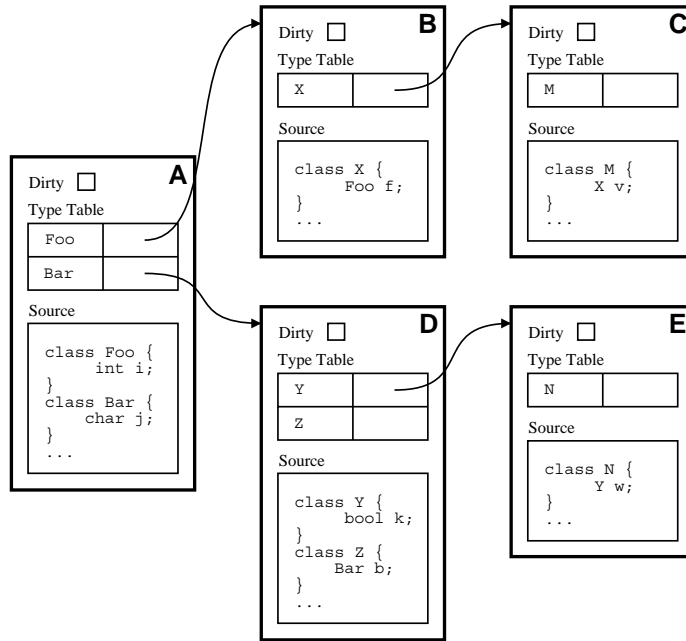 A
Dirty
Type Table
Foo
Bar
Source
class Foo {
int i;
}
class Bar {
char j;
}
...
B
Dirty
Type Table
X
Source
class X {
Foo f;
}
...
C
Dirty
Type Table
M
Source
class M {
X v;
}
...
D
Dirty
Type Table
Y
Z
Source
class Y {
bool k;
}
class Z {
Bar b;
}
...
E
Dirty
Type Table
N
Source
class N {
Y w;
}
...